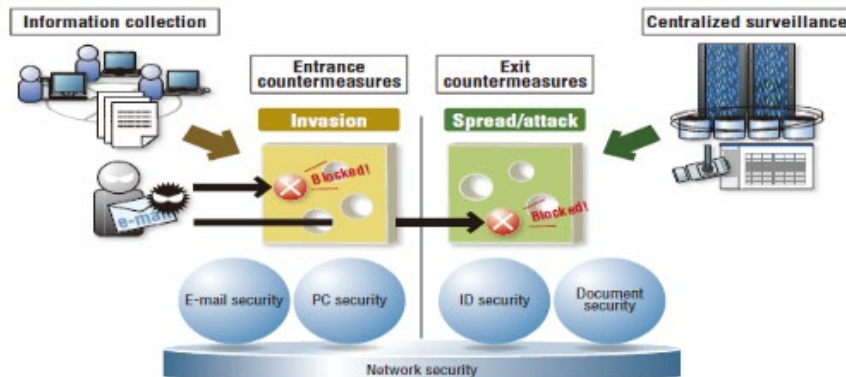 Information collection
Centralized surveillance
Entrance
countermeasures
Exit
countermeasures
Invasion
Spread/attack
Blocked!
Blocked!
e-mail
E-mail security
PC security
ID security
Document
security
Network security